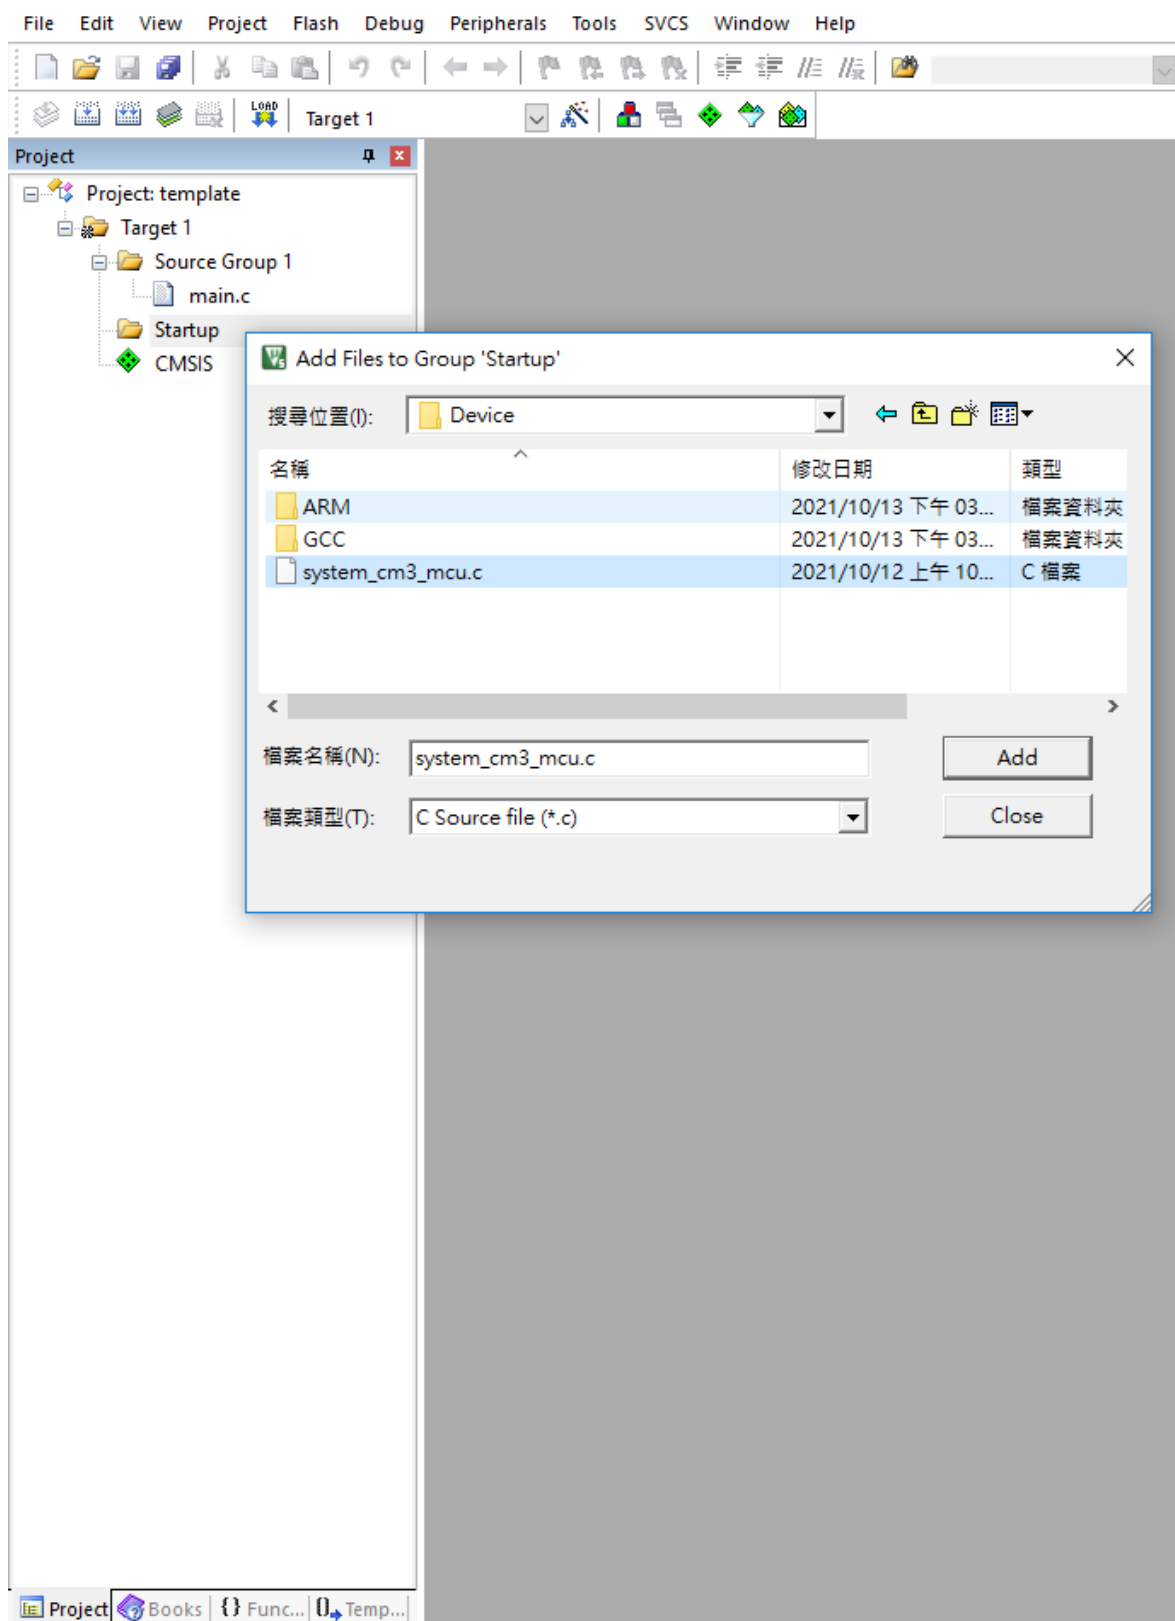 File Edit View Project Flash Debug Peripherals Tools SVCS Window Help
LOAD Target 1
Project
Project: template
Target 1
Source Group 1
main.c
Startup
CMSIS
Add Files to Group 'Startup'
搜尋位置(I): Device
名稱 修改日期 類型
ARM 2021/10/13 下午 03... 檔案資料夾
GCC 2021/10/13 下午 03... 檔案資料夾
system_cm3_mcu.c 2021/10/12 上午 10... C 檔案
檔案名稱(N): system_cm3_mcu.c Add
檔案類型(T): C Source file (*.c) Close
Project Books {} Func... 0 Temp...